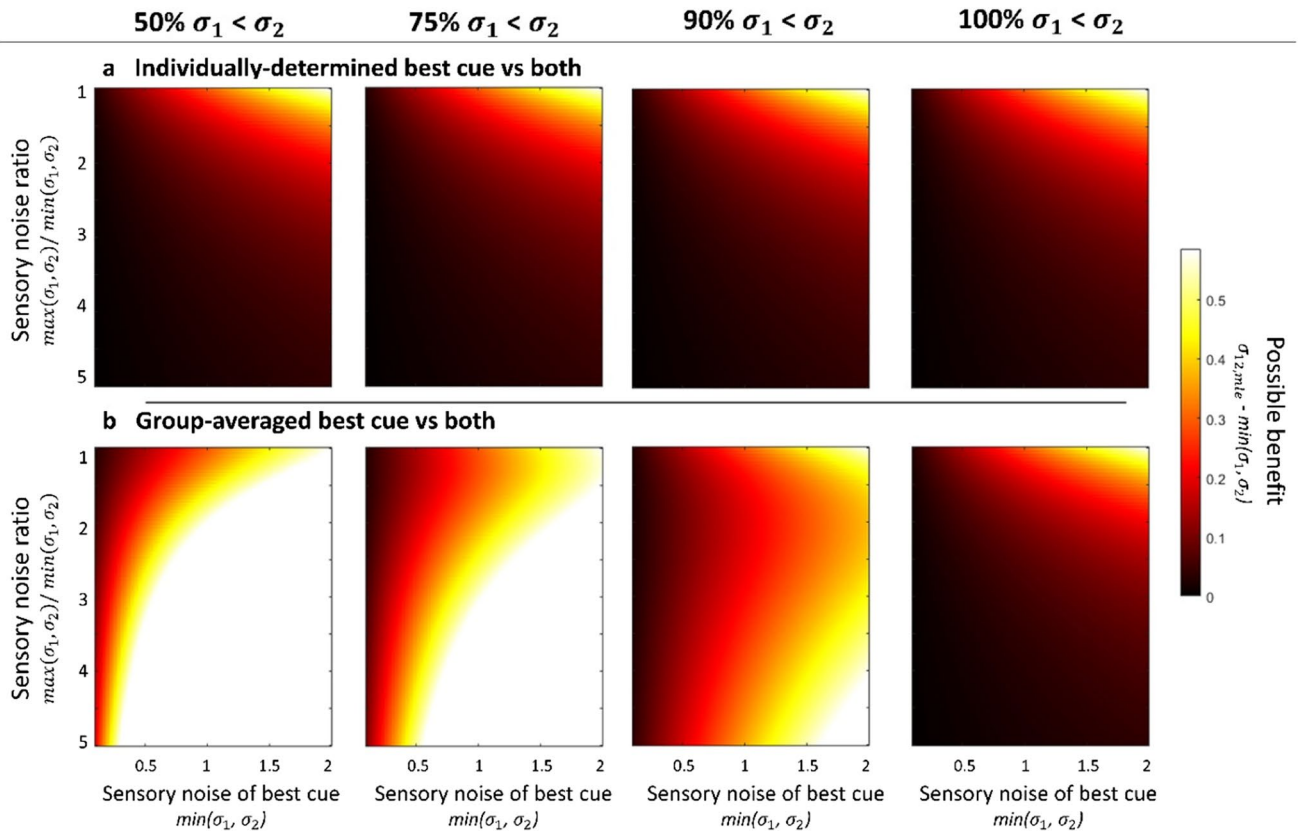 50% σ₁ < σ₂
75% σ₁ < σ₂
90% σ₁ < σ₂
100% σ₁ < σ₂
a Individually-determined best cue vs both
Sensory noise ratio
max(σ₁, σ₂)/ min(σ₁, σ₂)
1
2
3
4
5
b Group-averaged best cue vs both
Sensory noise ratio
max(σ₁, σ₂)/ min(σ₁, σ₂)
1
2
3
4
5
0.5 1 1.5 2
0.5 1 1.5 2
0.5 1 1.5 2
0.5 1 1.5 2
Sensory noise of best cue
min(σ₁, σ₂)
Sensory noise of best cue
min(σ₁, σ₂)
Sensory noise of best cue
min(σ₁, σ₂)
Sensory noise of best cue
min(σ₁, σ₂)
0.5
0.4
0.3
0.2
0.1
0
Possible benefit
σ₁₂,mle - min(σ₁, σ₂)